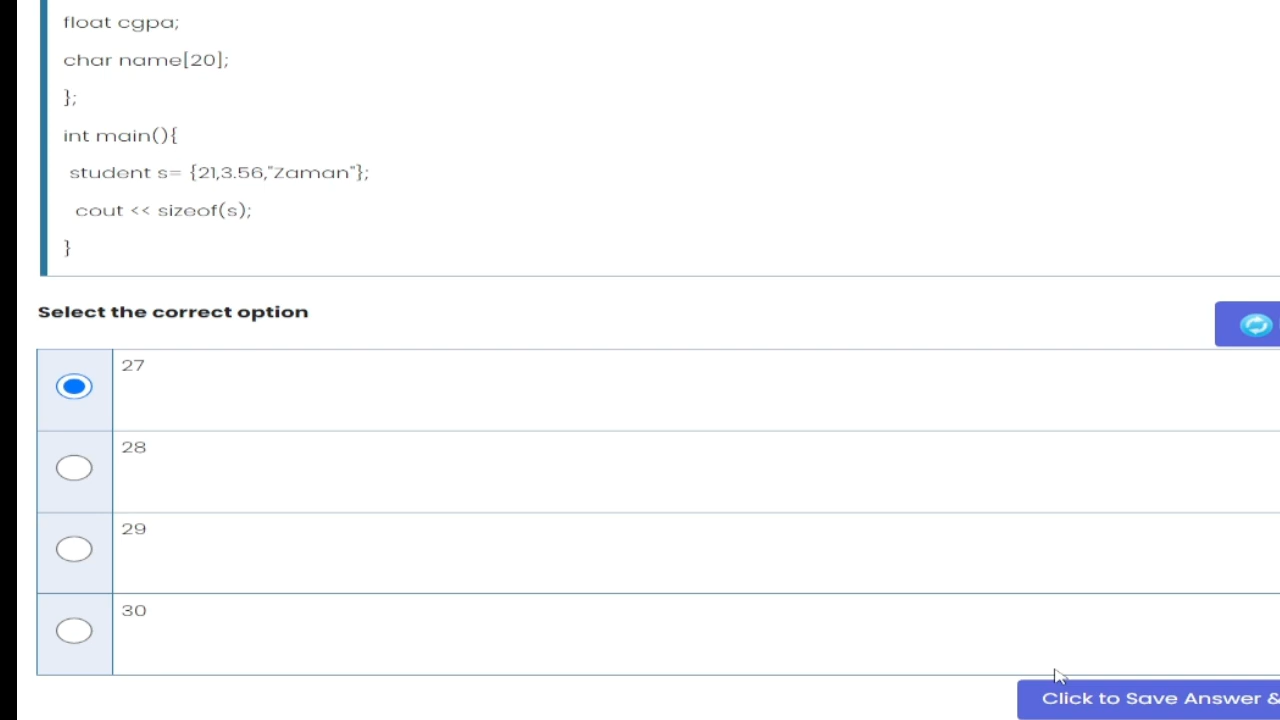 float cgpa;
char name[20];
};
int main(){
student s= {21,3.56,"Zaman"};
cout << sizeof(s);
}
Select the correct option
27
28
29
30
Click to Save Answer &